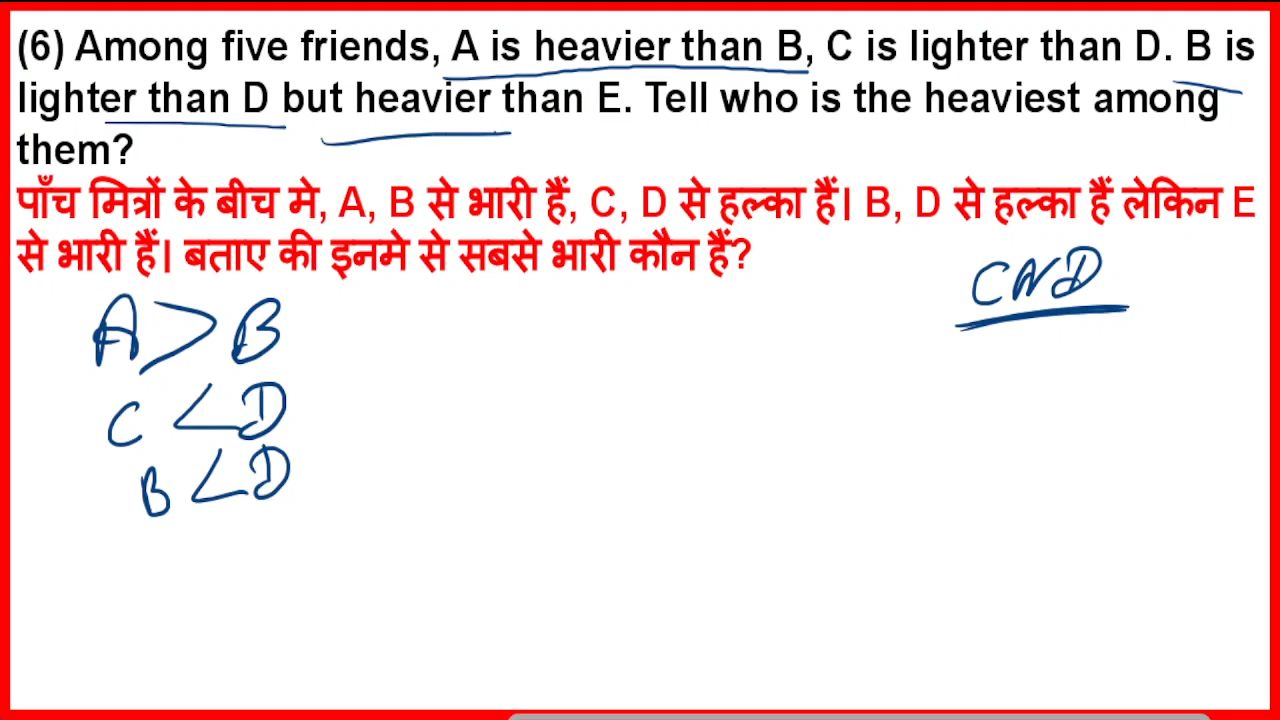 (6) Among five friends, A is heavier than B, C is lighter than D. B is
lighter than D but heavier than E. Tell who is the heaviest among
them?
पाँच मित्रों के बीच मे, A, B से भारी हैं, C, D से हल्का हैं। B, D से हल्का हैं लेकिन E
से भारी हैं। बताए की इनमे से सबसे भारी कौन हैं?
CND
A > B
C < D
B < D